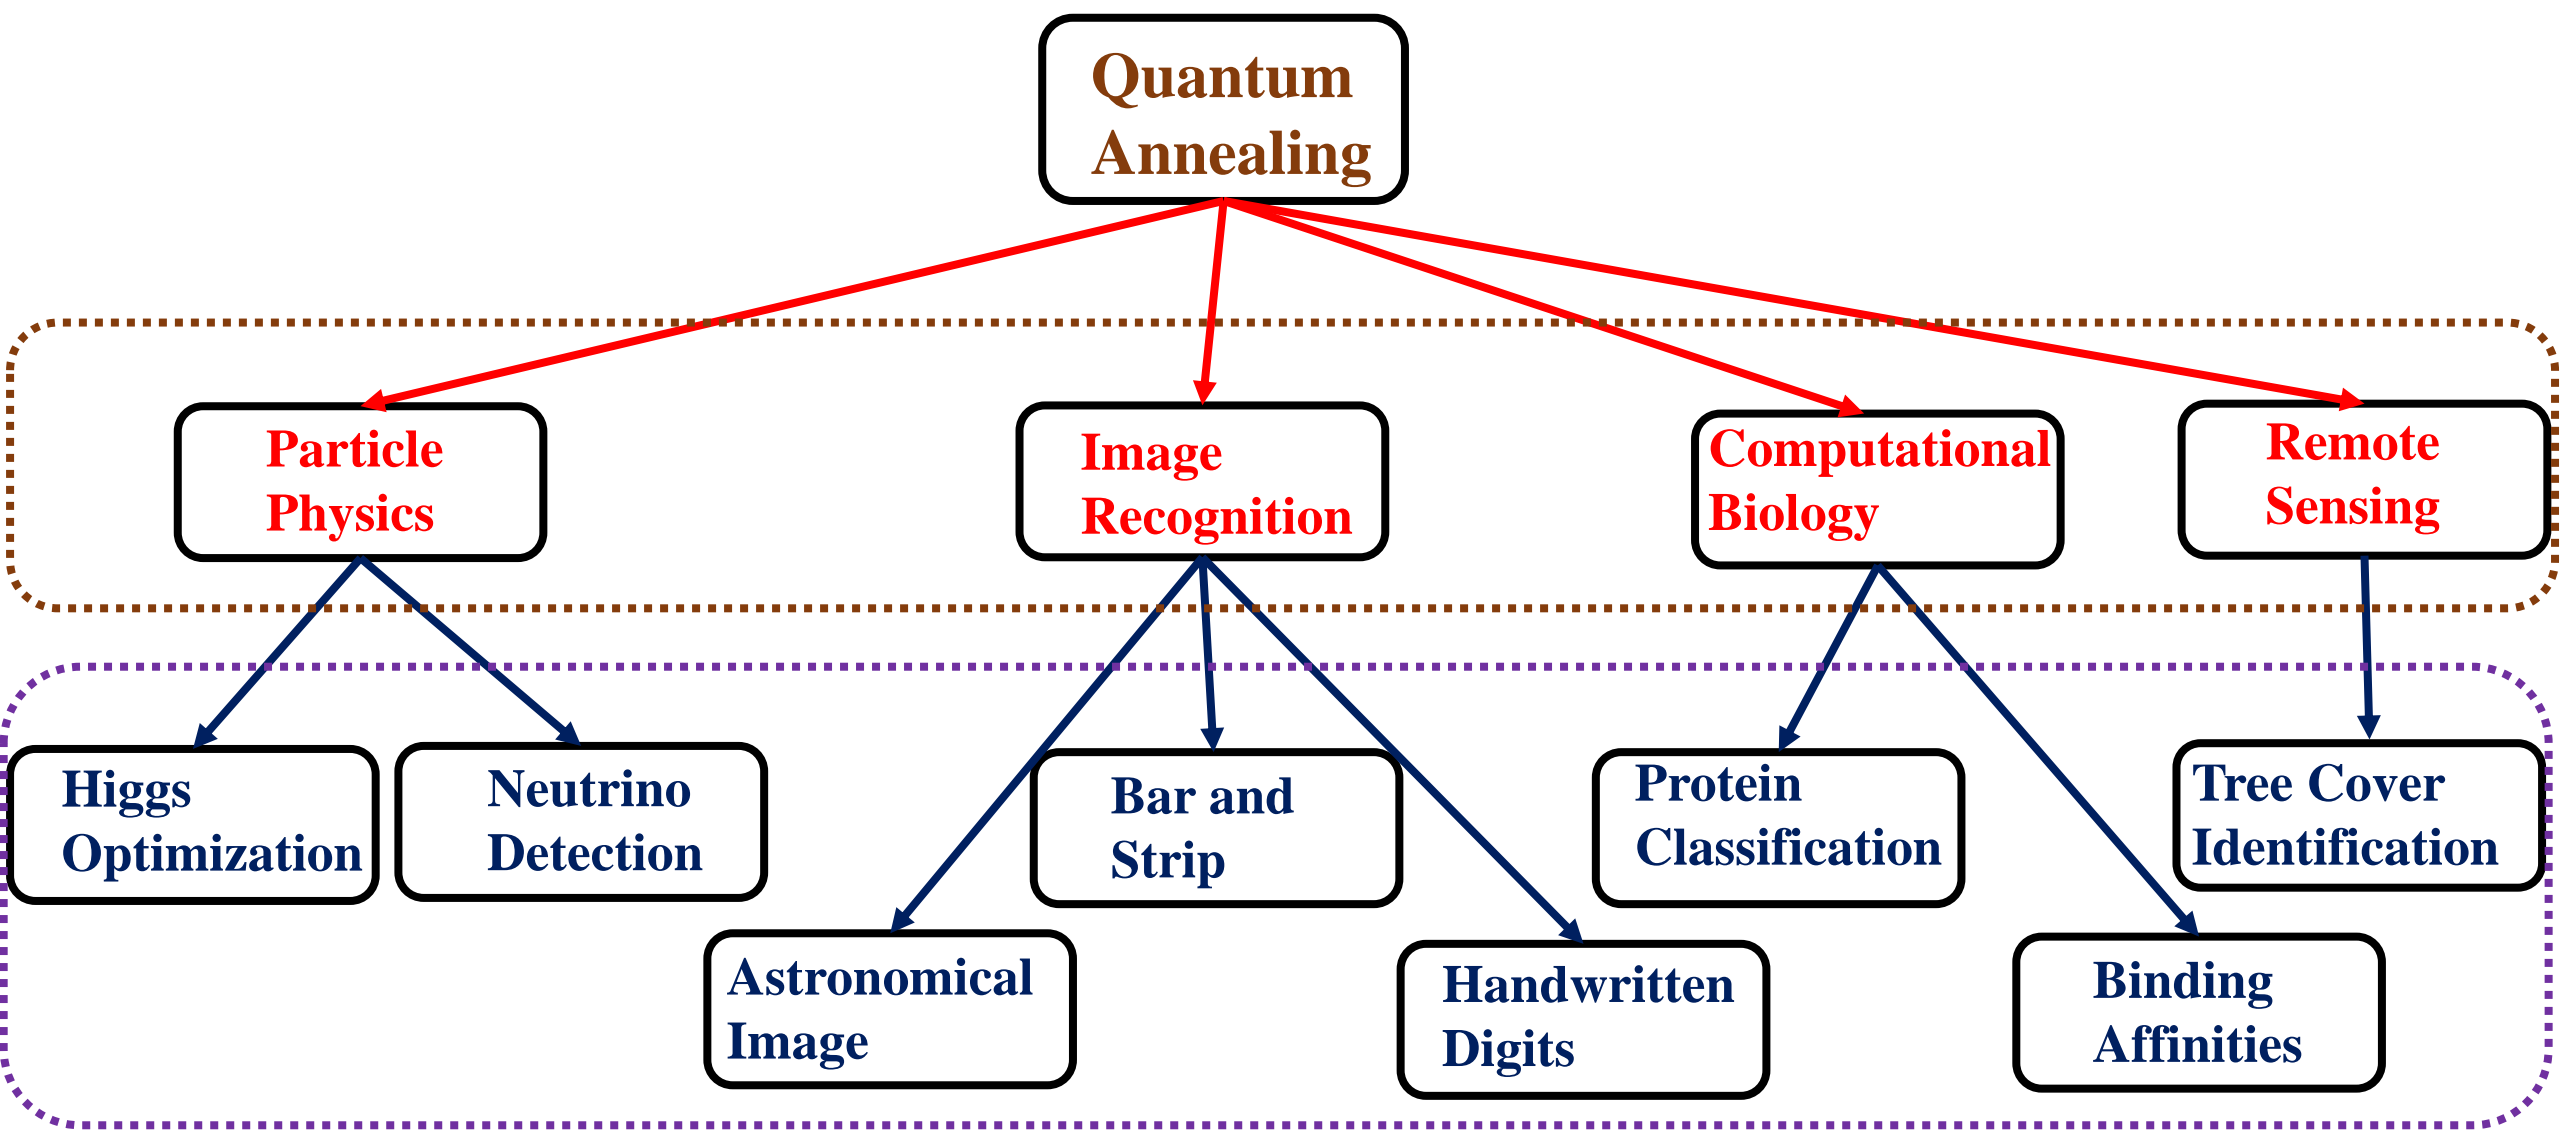 Quantum
Annealing
Particle
Physics
Image
Recognition
Computational
Biology
Remote
Sensing
Higgs
Optimization
Neutrino
Detection
Bar and
Strip
Protein
Classification
Tree Cover
Identification
Astronomical
Image
Handwritten
Digits
Binding
Affinities